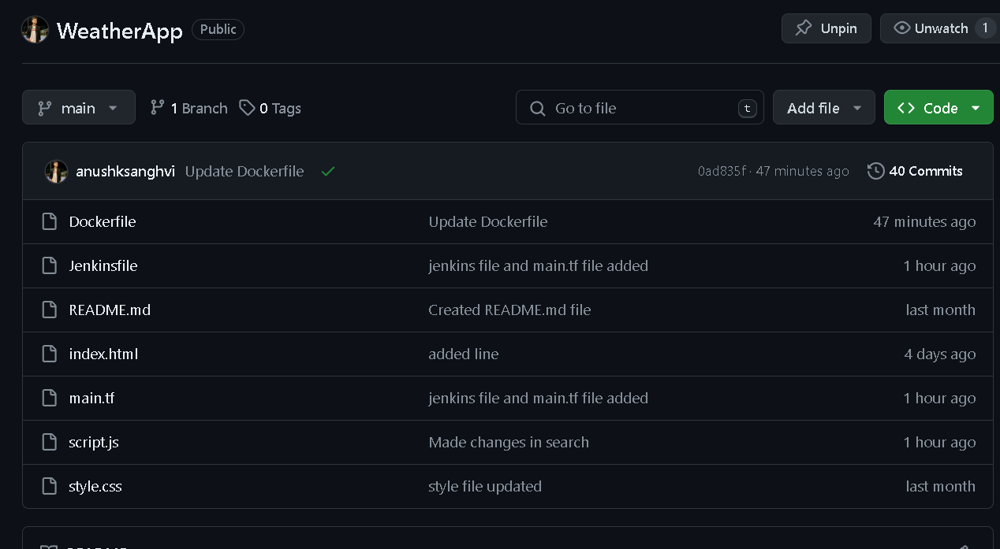 WeatherApp Public Unpin Unwatch 1
main 1 Branch 0 Tags Go to file t Add file Code
anushksanghvi Update Dockerfile 0ad835f · 47 minutes ago 40 Commits
Dockerfile Update Dockerfile 47 minutes ago
Jenkinsfile jenkins file and main.tf file added 1 hour ago
README.md Created README.md file last month
index.html added line 4 days ago
main.tf jenkins file and main.tf file added 1 hour ago
script.js Made changes in search 1 hour ago
style.css style file updated last month
README